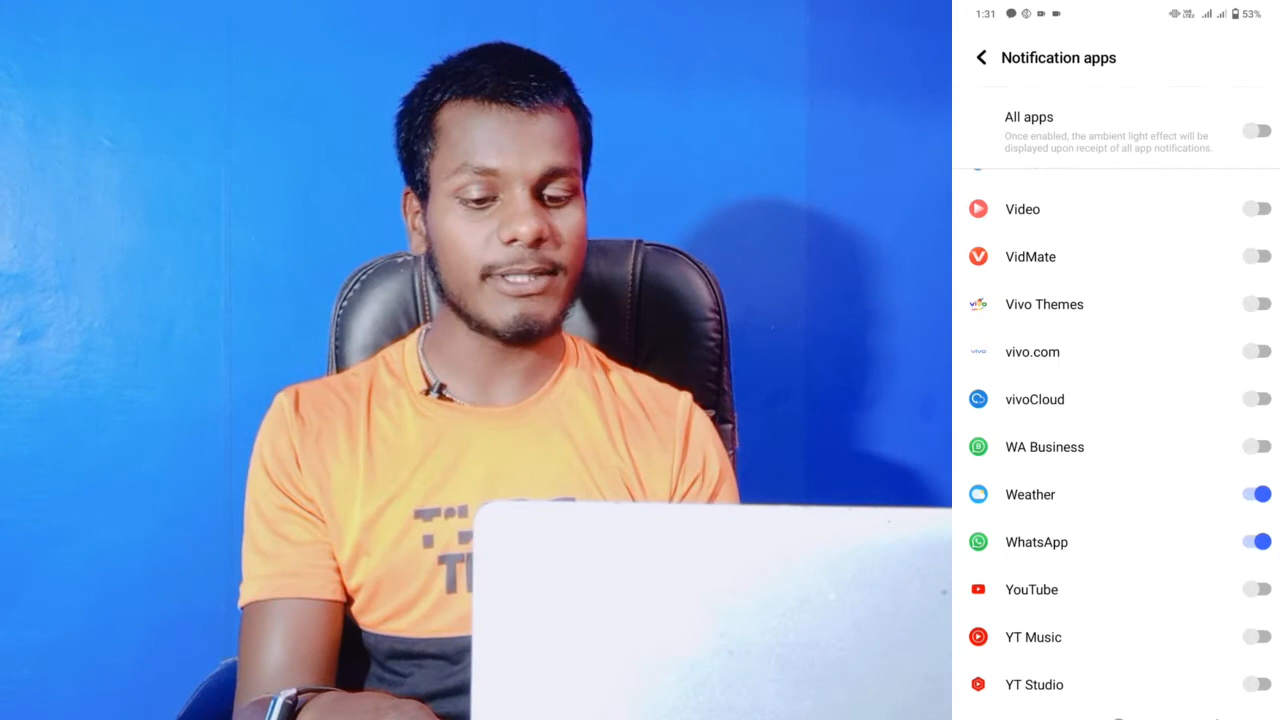 1:31
53%
Notification apps
All apps
Once enabled, the ambient light effect will be
displayed upon receipt of all app notifications.
Video
VidMate
vivo
Vivo Themes
vivo
vivo.com
vivoCloud
WA Business
Weather
WhatsApp
YouTube
YT Music
YT Studio